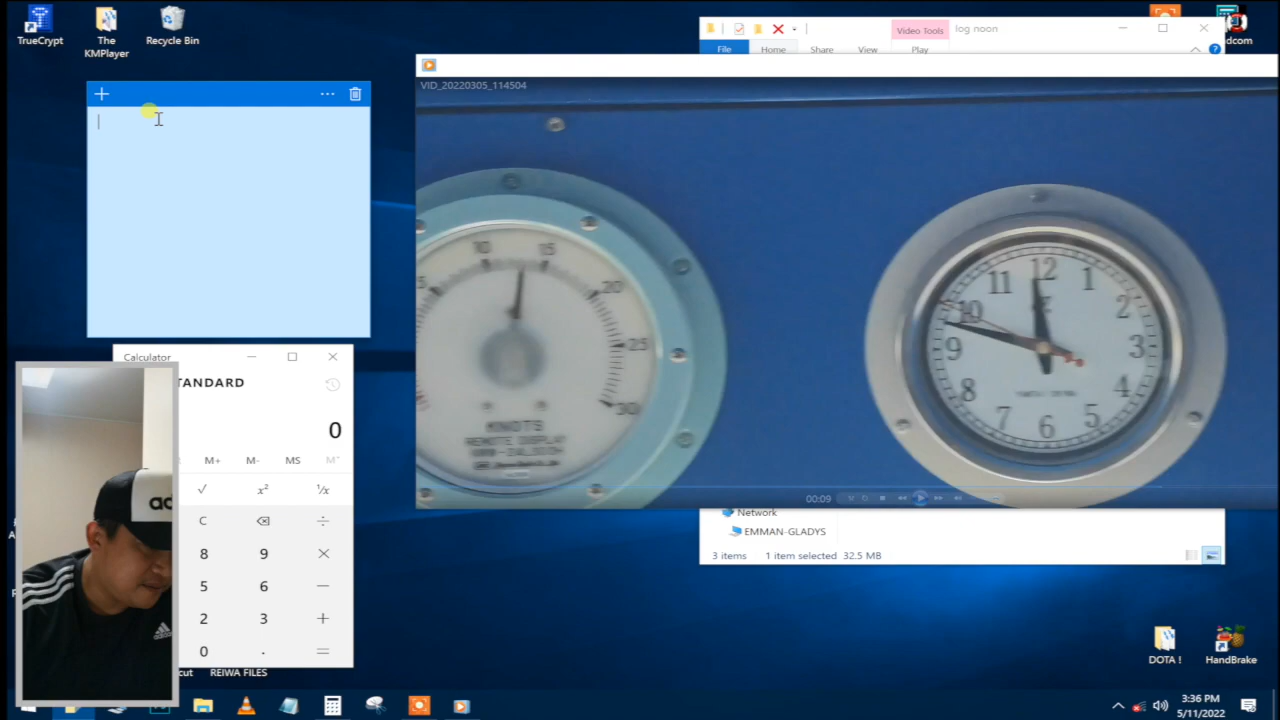 TrueCrypt
The
KMPlayer
Recycle Bin
Video Tools
log noon
File
Home
Share
View
Play
VID_20220305_114504
10
15
20
25
30
KNOTS
REMOTE DISPLAY
12
1
2
3
4
5
6
7
8
9
10
11
00:09
Calculator
TANDARD
0
M+
M-
MS
M
√
x²
¹/x
C
÷
8
9
×
5
6
−
2
3
+
0
.
=
Network
EMMAN-GLADYS
3 items
1 item selected
32.5 MB
cut
REIWA FILES
DOTA !
HandBrake
3:36 PM
5/11/2022